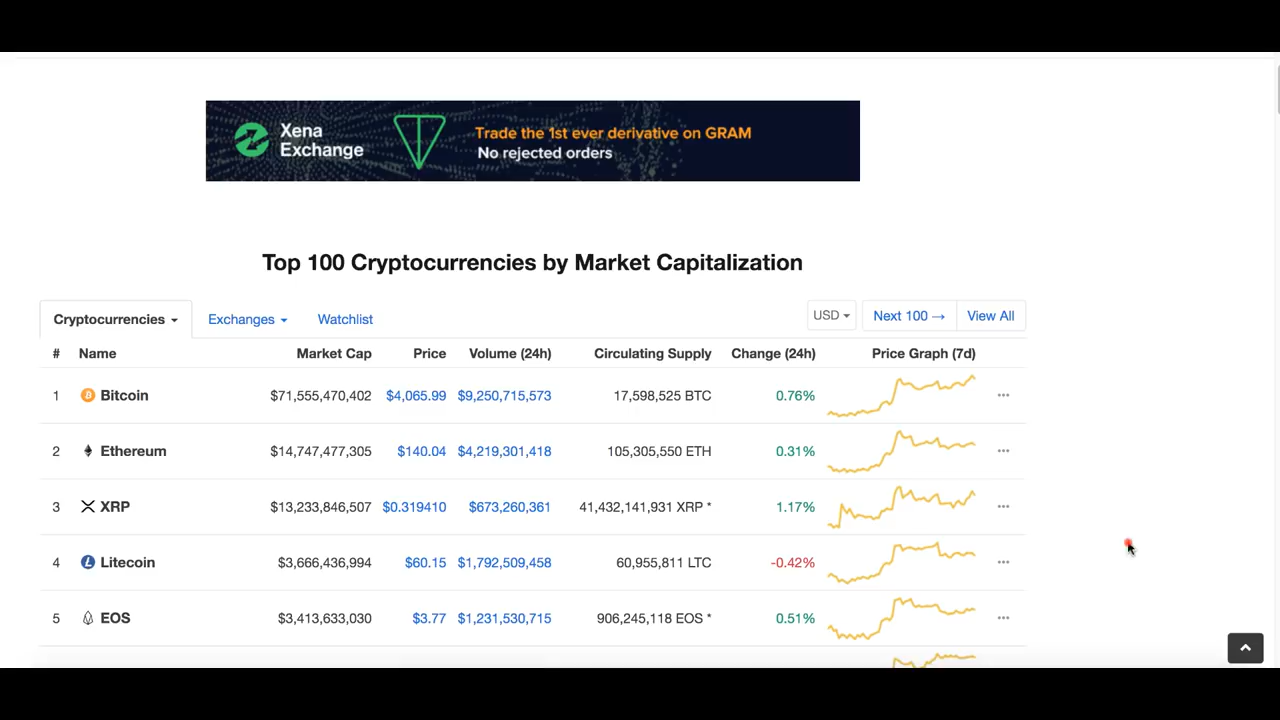 Xena
Exchange
Trade the 1st ever derivative on GRAM
No rejected orders
Top 100 Cryptocurrencies by Market Capitalization
Cryptocurrencies Exchanges Watchlist USD Next 100 → View All
# Name Market Cap Price Volume (24h) Circulating Supply Change (24h) Price Graph (7d)
1 Bitcoin $71,555,470,402 $4,065.99 $9,250,715,573 17,598,525 BTC 0.76%
2 Ethereum $14,747,477,305 $140.04 $4,219,301,418 105,305,550 ETH 0.31%
3 XRP $13,233,846,507 $0.319410 $673,260,361 41,432,141,931 XRP * 1.17%
4 Litecoin $3,666,436,994 $60.15 $1,792,509,458 60,955,811 LTC -0.42%
5 EOS $3,413,633,030 $3.77 $1,231,530,715 906,245,118 EOS * 0.51%